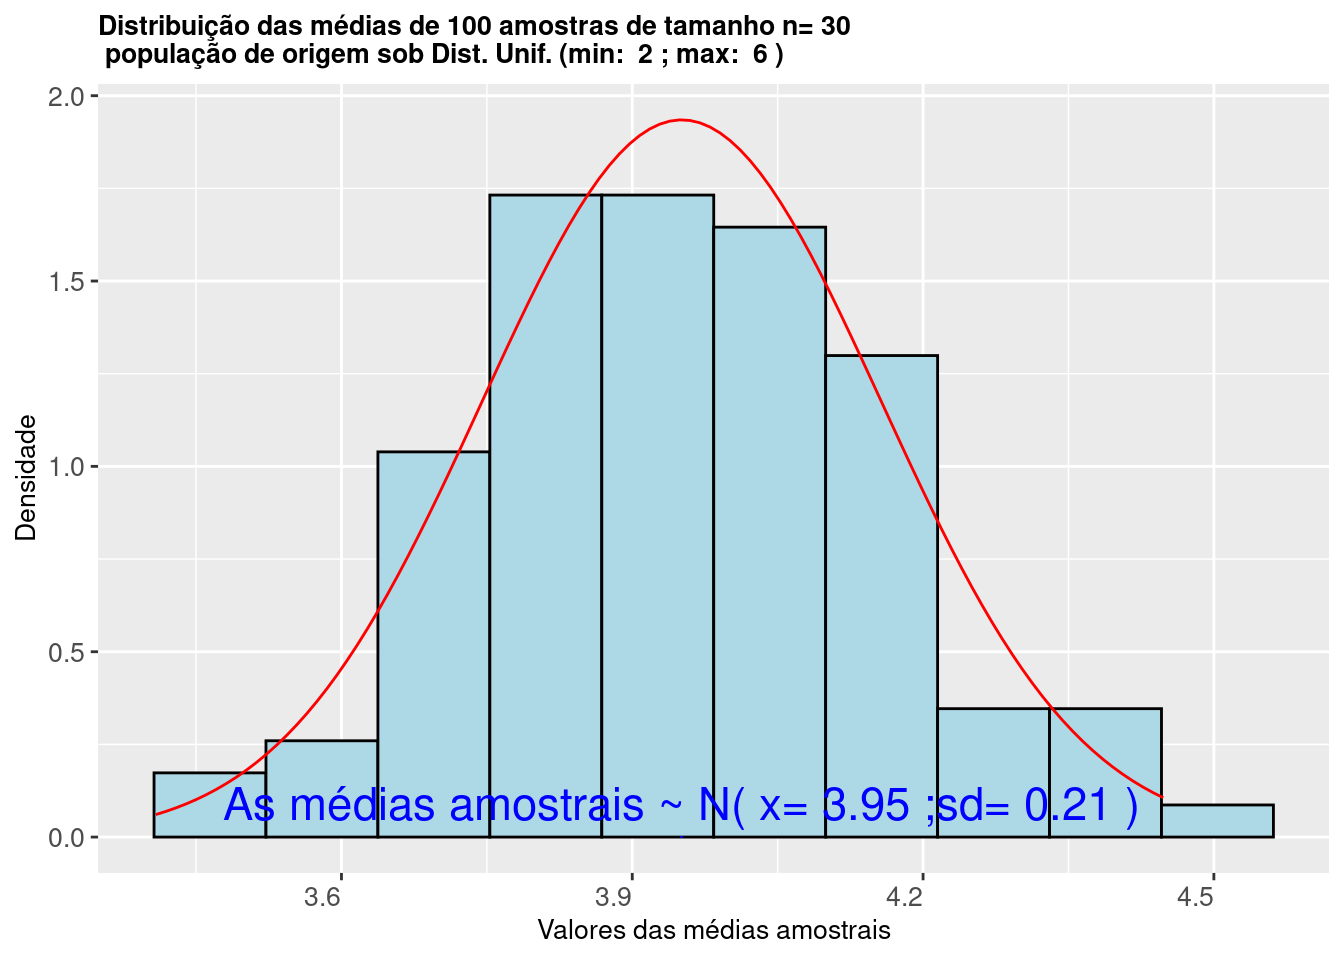 Distribuição das médias de 100 amostras de tamanho n= 30
população de origem sob Dist. Unif. (min:  2 ; max:  6 )
2.0
1.5
1.0
0.5
0.0
Densidade
As médias amostrais ~ N( x= 3.95 ;sd= 0.21 )
3.6
3.9
4.2
4.5
Valores das médias amostrais